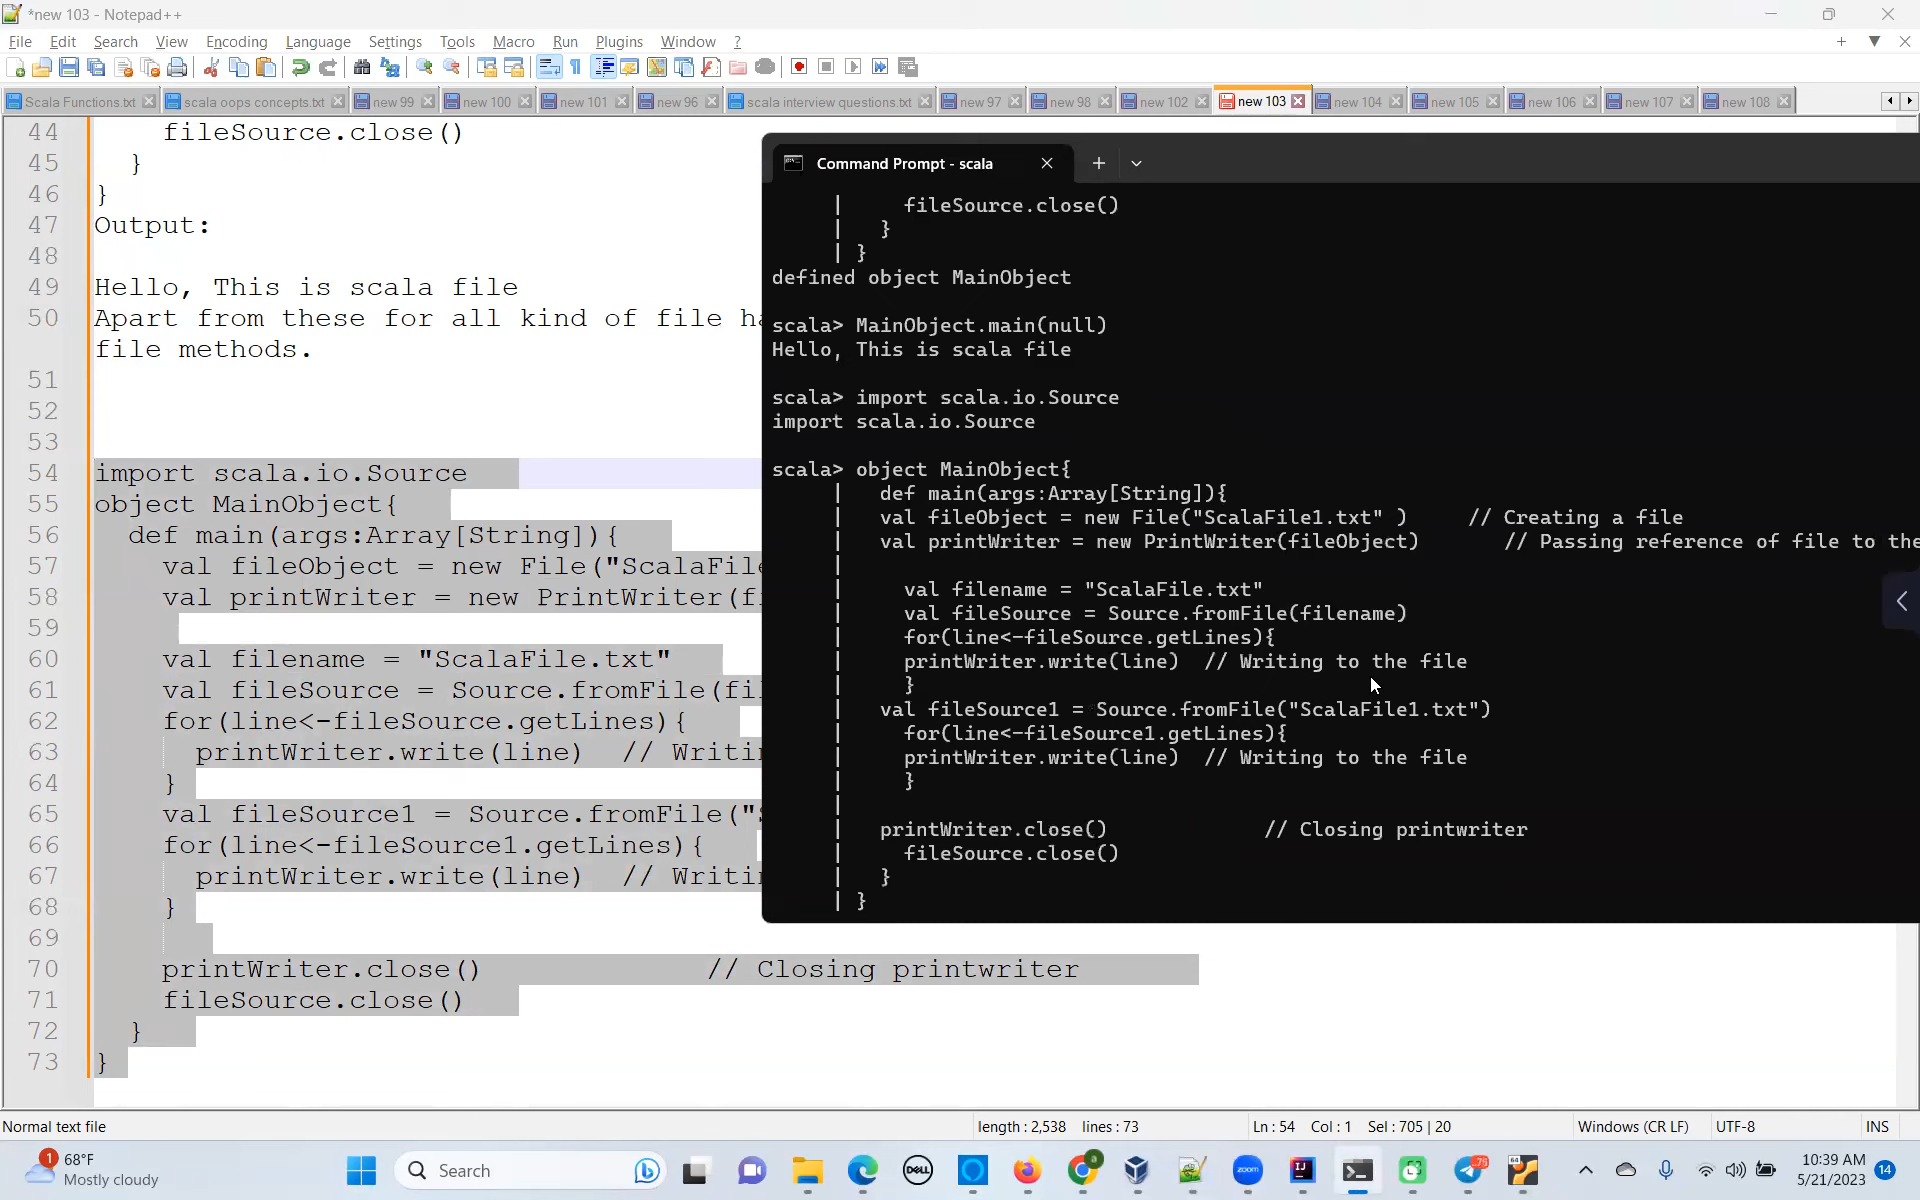 *new 103 - Notepad++
File Edit Search View Encoding Language Settings Tools Macro Run Plugins Window ?
Scala Functions.txt scala oops concepts.txt new 99 new 100 new 101 new 96 scala interview questions.txt new 97 new 98 new 102 new 103 new 104 new 105 new 106 new 107 new 108
44 fileSource.close()
45 }
46 }
47 Output:
48
49 Hello, This is scala file
50 Apart from these for all kind of file ha
file methods.
51
52
53
54 import scala.io.Source
55 object MainObject{
56 def main(args:Array[String]){
57 val fileObject = new File("ScalaFile
58 val printWriter = new PrintWriter(fi
59
60 val filename = "ScalaFile.txt"
61 val fileSource = Source.fromFile(fil
62 for(line<-fileSource.getLines){
63 printWriter.write(line) // Writin
64 }
65 val fileSource1 = Source.fromFile("S
66 for(line<-fileSource1.getLines){
67 printWriter.write(line) // Writin
68 }
69
70 printWriter.close() // Closing printwriter
71 fileSource.close()
72 }
73 }
Command Prompt - scala
| fileSource.close()
| }
| }
defined object MainObject
scala> MainObject.main(null)
Hello, This is scala file
scala> import scala.io.Source
import scala.io.Source
scala> object MainObject{
| def main(args:Array[String]){
| val fileObject = new File("ScalaFile1.txt" ) // Creating a file
| val printWriter = new PrintWriter(fileObject) // Passing reference of file to the
|
| val filename = "ScalaFile.txt"
| val fileSource = Source.fromFile(filename)
| for(line<-fileSource.getLines){
| printWriter.write(line) // Writing to the file
| }
| val fileSource1 = Source.fromFile("ScalaFile1.txt")
| for(line<-fileSource1.getLines){
| printWriter.write(line) // Writing to the file
| }
|
| printWriter.close() // Closing printwriter
| fileSource.close()
| }
| }
Normal text file length : 2,538 lines : 73 Ln : 54 Col : 1 Sel : 705 | 20 Windows (CR LF) UTF-8 INS
1 68°F
Mostly cloudy
Search
DELL
zoom
IJ
75
64
10:39 AM
5/21/2023
14